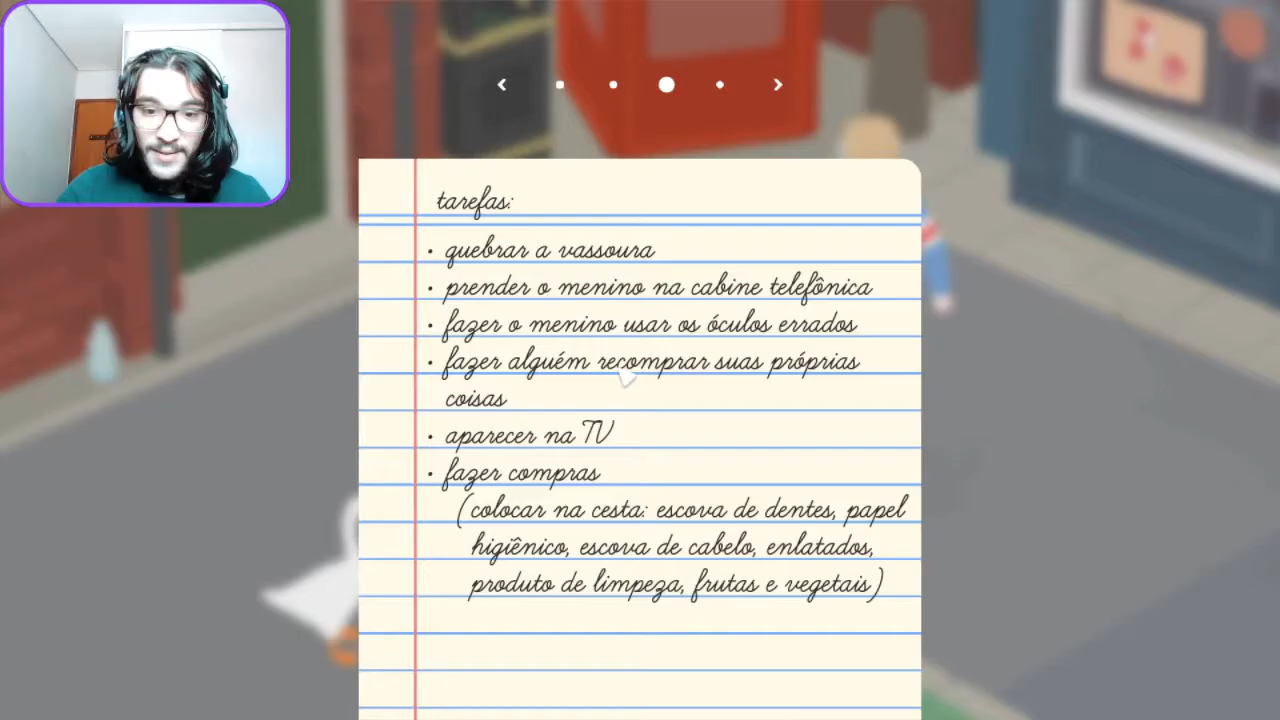 tarefas:
• quebrar a vassoura
• prender o menino na cabine telefônica
• fazer o menino usar os óculos errados
• fazer alguém recomprar suas próprias
coisas
• aparecer na TV
• fazer compras
(colocar na cesta: escova de dentes, papel
higiênico, escova de cabelo, enlatados,
produto de limpeza, frutas e vegetais)